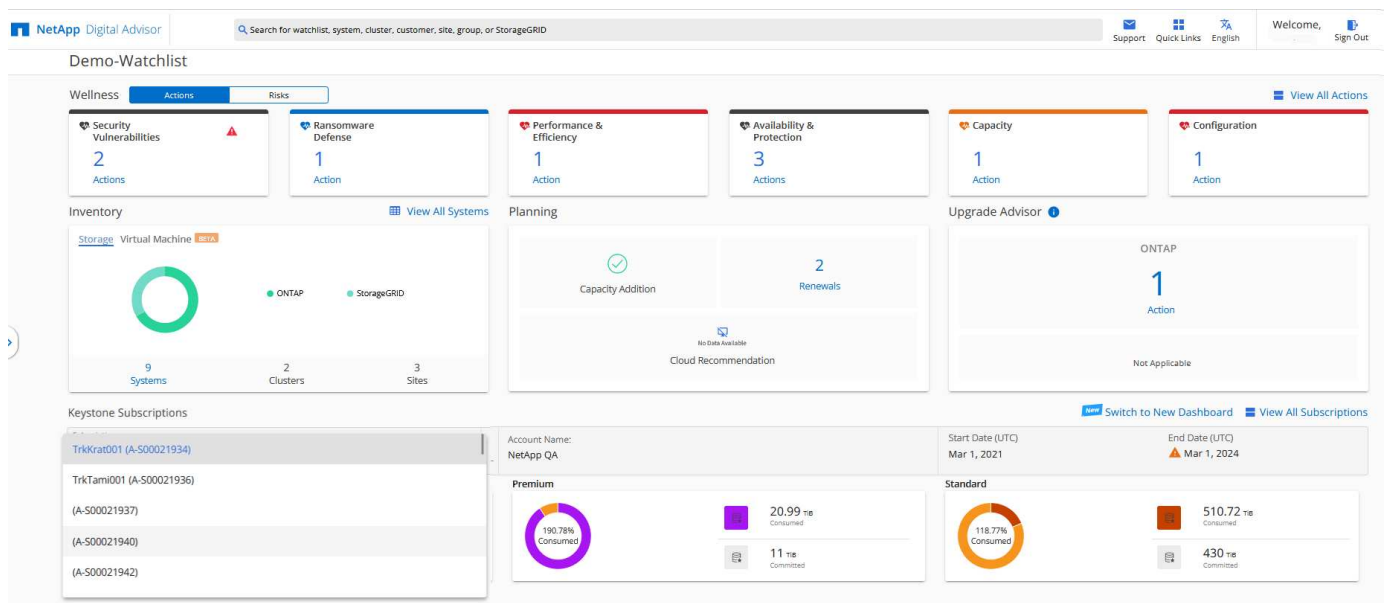 NetApp Digital Advisor
Search for watchlist, system, cluster, customer, site, group, or StorageGRID
Support
Quick Links
English
Welcome,
Sign Out
Demo-Watchlist
Wellness
Actions
Risks
View All Actions
Security Vulnerabilities
2
Actions
Ransomware Defense
1
Action
Performance & Efficiency
1
Action
Availability & Protection
3
Actions
Capacity
1
Action
Configuration
1
Action
Inventory
View All Systems
Storage
Virtual Machine
BETA
ONTAP
StorageGRID
9
Systems
2
Clusters
3
Sites
Planning
Capacity Addition
2
Renewals
No Data Available
Cloud Recommendation
Upgrade Advisor
ONTAP
1
Action
Not Applicable
Keystone Subscriptions
New
Switch to New Dashboard
View All Subscriptions
TrkKrat001 (A-S00021934)
TrkTami001 (A-S00021936)
(A-S00021937)
(A-S00021940)
(A-S00021942)
Account Name:
NetApp QA
Start Date (UTC)
Mar 1, 2021
End Date (UTC)
Mar 1, 2024
Premium
190.78%
Consumed
20.99 TiB
Consumed
11 TiB
Committed
Standard
118.77%
Consumed
510.72 TiB
Consumed
430 TiB
Committed